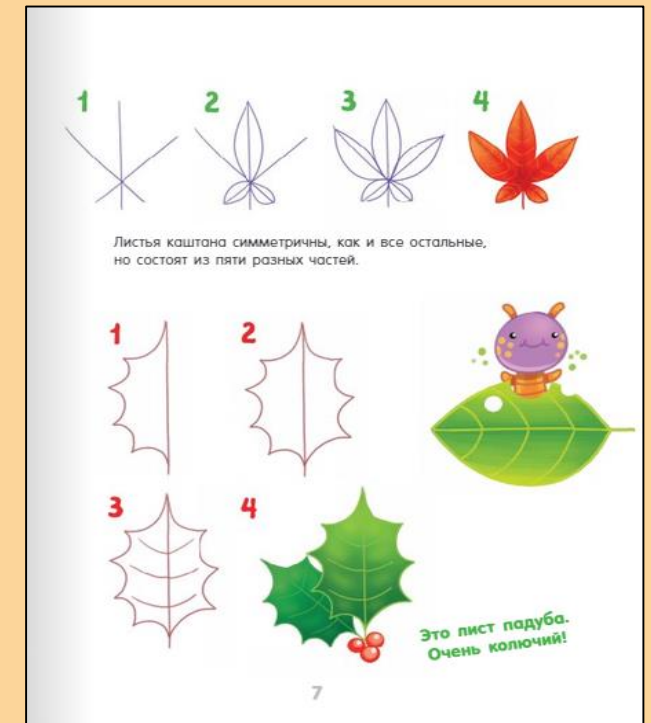 1
2
3
4
Листья каштана симметричны, как и все остальные,
но состоят из пяти разных частей.
1
2
3
4
Это лист падуба.
Очень колючий!
7